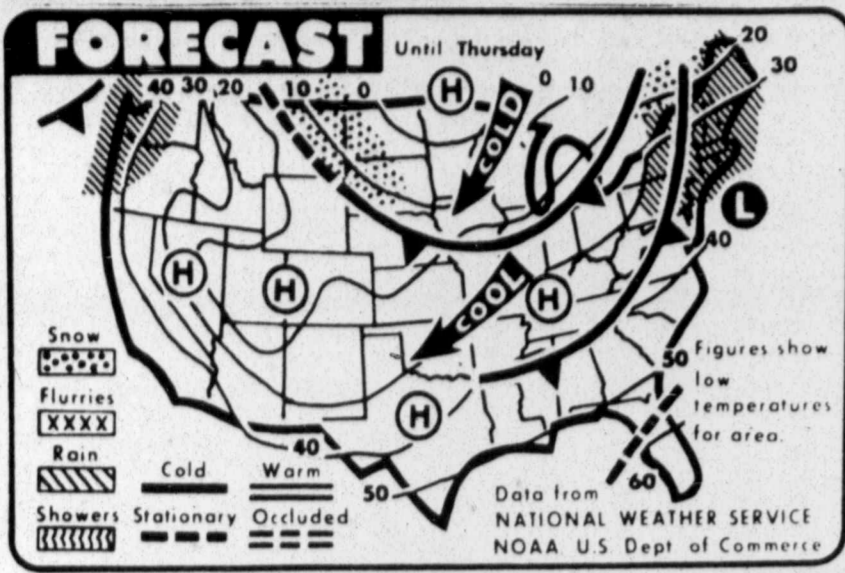 FORECAST Until Thursday
40 30 20 10 0 H 0 10 20
30
COLD
L
40
H H COOL H
Snow
50 Figures show
Flurries low
XXXX temperatures
H for area.
Rain 40
Cold Warm 50 60
Data from
Showers Stationary Occluded NATIONAL WEATHER SERVICE
NOAA U.S. Dept of Commerce